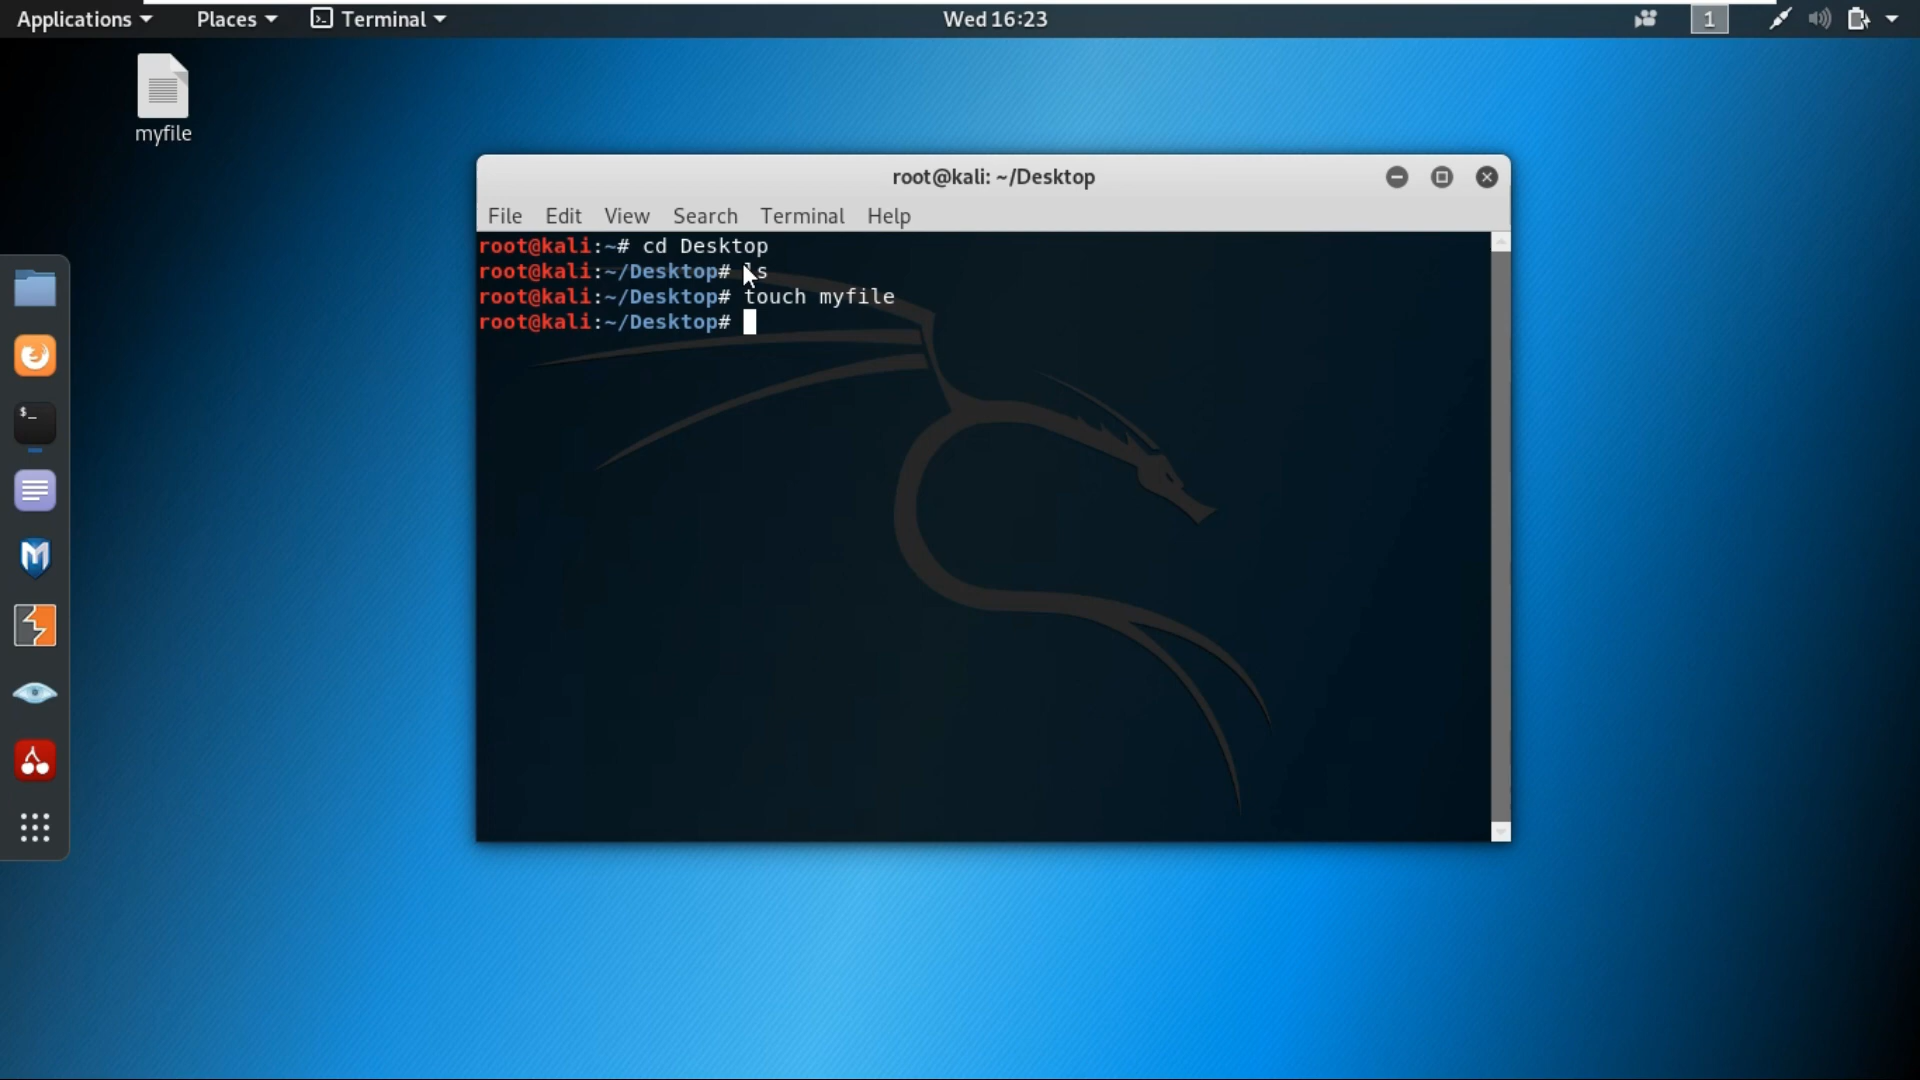 Applications Places Terminal Wed 16:23 1
myfile
root@kali: ~/Desktop
File Edit View Search Terminal Help
root@kali:~# cd Desktop
root@kali:~/Desktop# ls
root@kali:~/Desktop# touch myfile
root@kali:~/Desktop#
$_